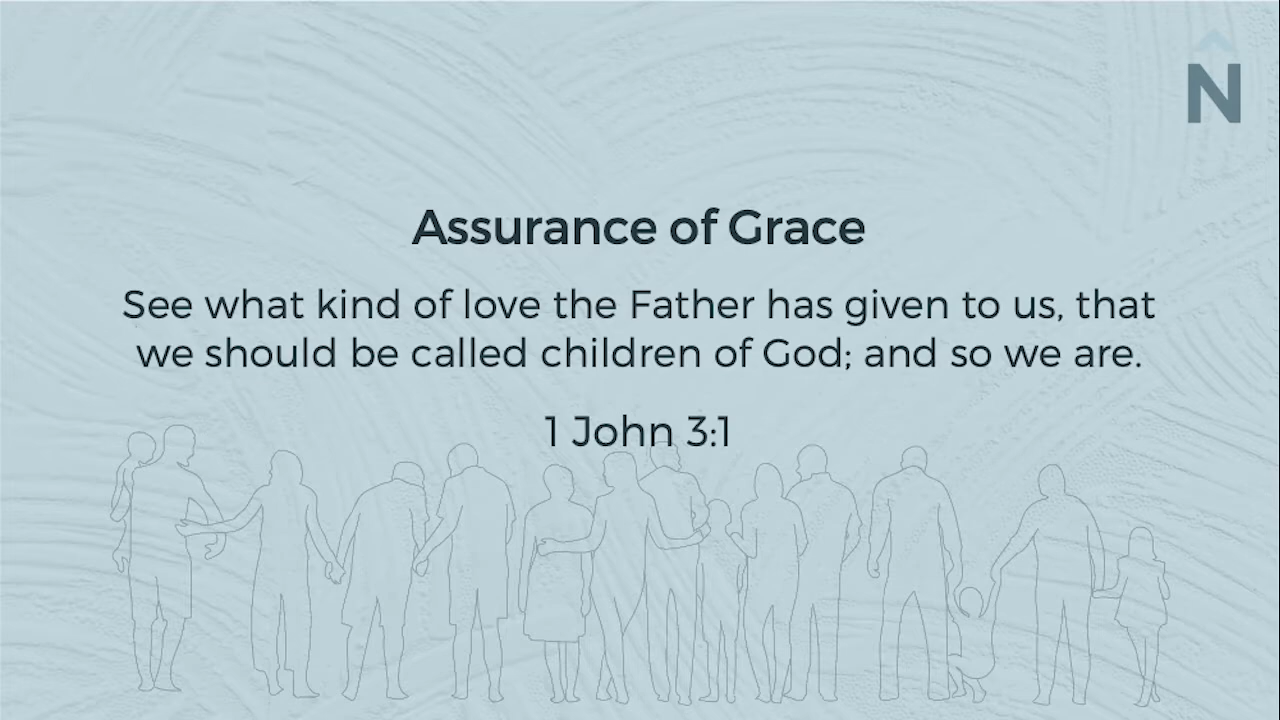 N
Assurance of Grace
See what kind of love the Father has given to us, that
we should be called children of God; and so we are.
1 John 3:1